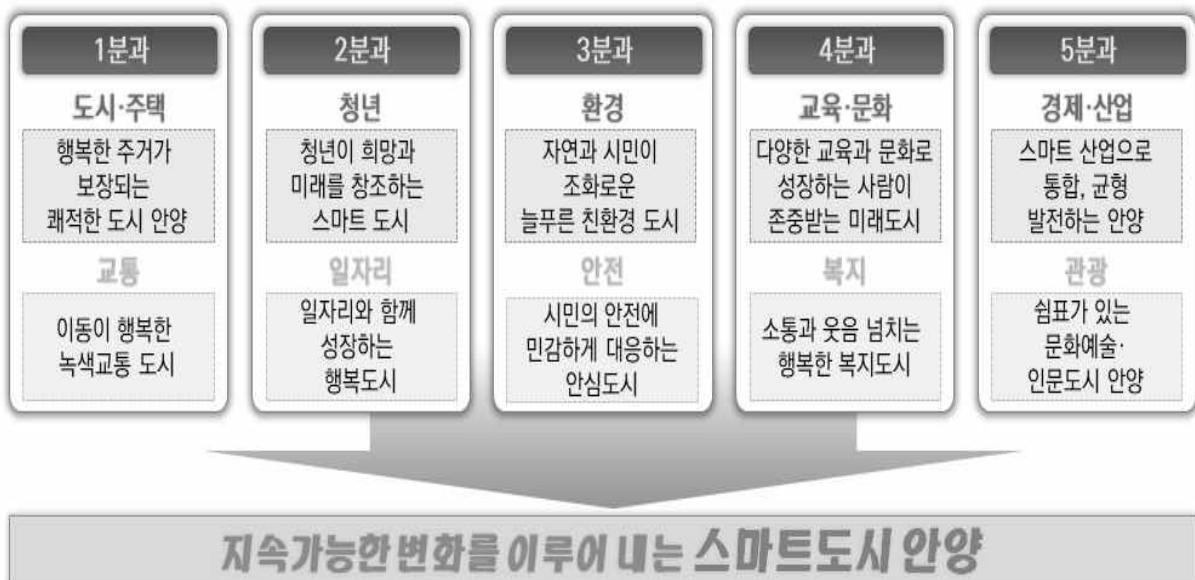 1분과
도시·주택
행복한 주거가
보장되는
쾌적한 도시 안양
교통
이동이 행복한
녹색교통 도시
2분과
청년
청년이 희망과
미래를 창조하는
스마트 도시
일자리
일자리와 함께
성장하는
행복도시
3분과
환경
자연과 시민이
조화로운
늘푸른 친환경 도시
안전
시민의 안전에
민감하게 대응하는
안심도시
4분과
교육·문화
다양한 교육과 문화로
성장하는 사람이
존중받는 미래도시
복지
소통과 웃음 넘치는
행복한 복지도시
5분과
경제·산업
스마트 산업으로
통합, 균형
발전하는 안양
관광
쉼표가 있는
문화예술·
인문도시 안양
지속가능한 변화를 이루어 내는 스마트도시 안양